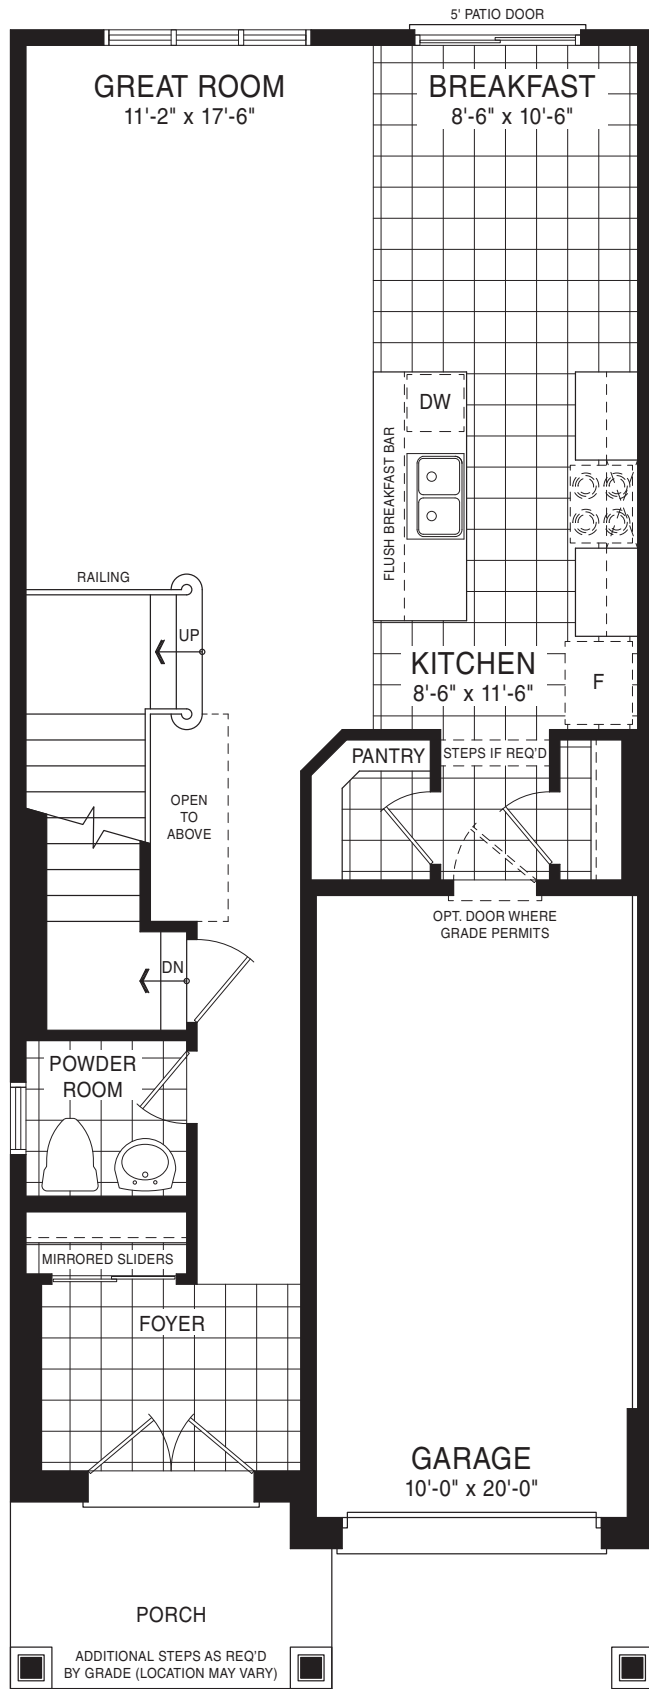 5' PATIO DOOR
GREAT ROOM
11'-2" x 17'-6"
BREAKFAST
8'-6" x 10'-6"
DW
FLUSH BREAKFAST BAR
RAILING
UP
KITCHEN
8'-6" x 11'-6"
F
PANTRY
STEPS IF REQ'D
OPEN
TO
ABOVE
OPT. DOOR WHERE
GRADE PERMITS
DN
POWDER
ROOM
MIRRORED SLIDERS
FOYER
GARAGE
10'-0" x 20'-0"
PORCH
ADDITIONAL STEPS AS REQ'D
BY GRADE (LOCATION MAY VARY)